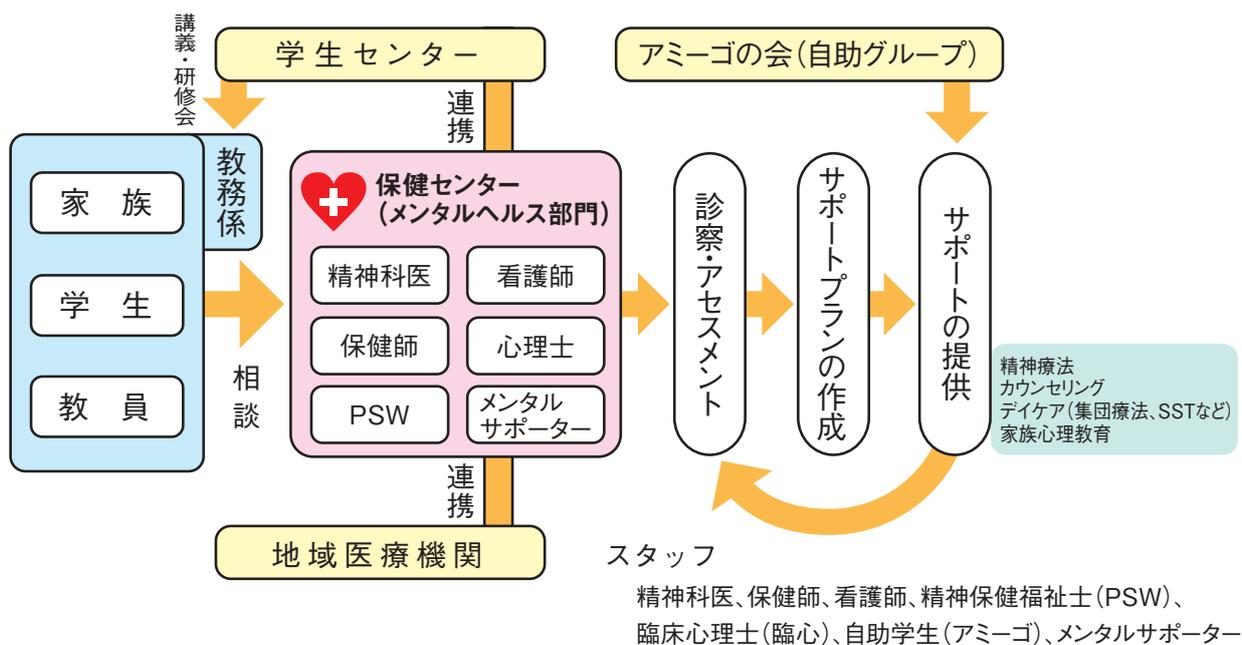 講義・研修会
学生センター
アミーゴの会(自助グループ)
連携
教務係
家族
学生
教員
相談
保健センター
(メンタルヘルス部門)
精神科医
看護師
保健師
心理士
PSW
メンタル
サポーター
連携
地域医療機関
診察・アセスメント
サポートプランの作成
サポートの提供
精神療法
カウンセリング
デイケア(集団療法、SSTなど)
家族心理教育
スタッフ
精神科医、保健師、看護師、精神保健福祉士(PSW)、
臨床心理士(臨心)、自助学生(アミーゴ)、メンタルサポーター